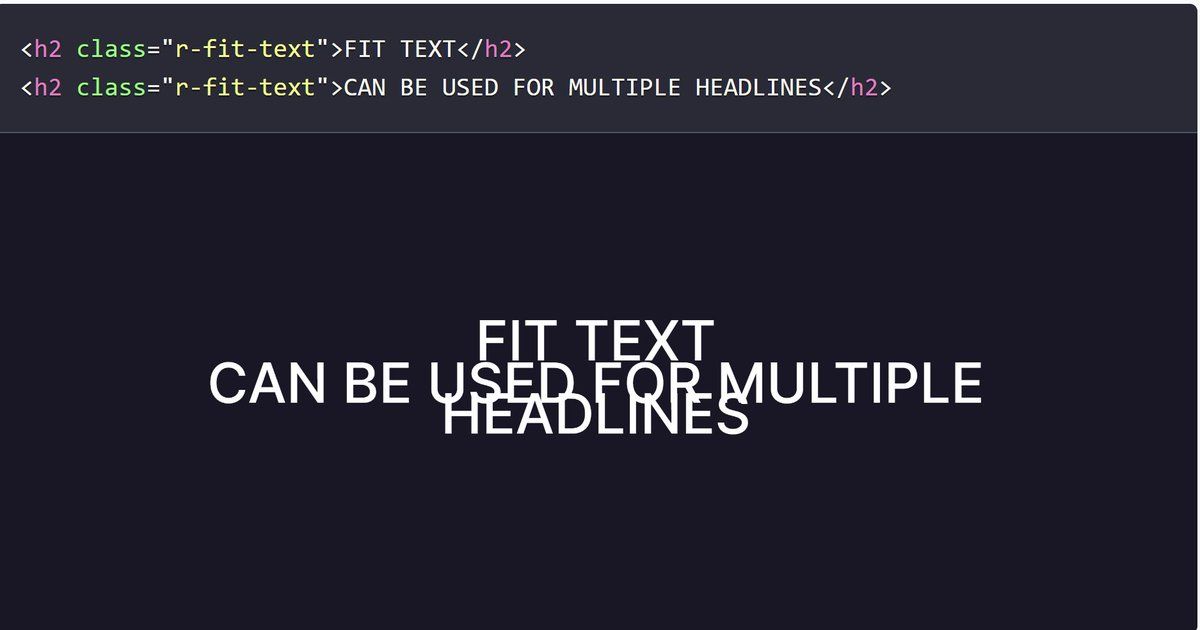 <h2 class="r-fit-text">FIT TEXT</h2>
<h2 class="r-fit-text">CAN BE USED FOR MULTIPLE HEADLINES</h2>
FIT TEXT
CAN BE USED FOR MULTIPLE
HEADLINES